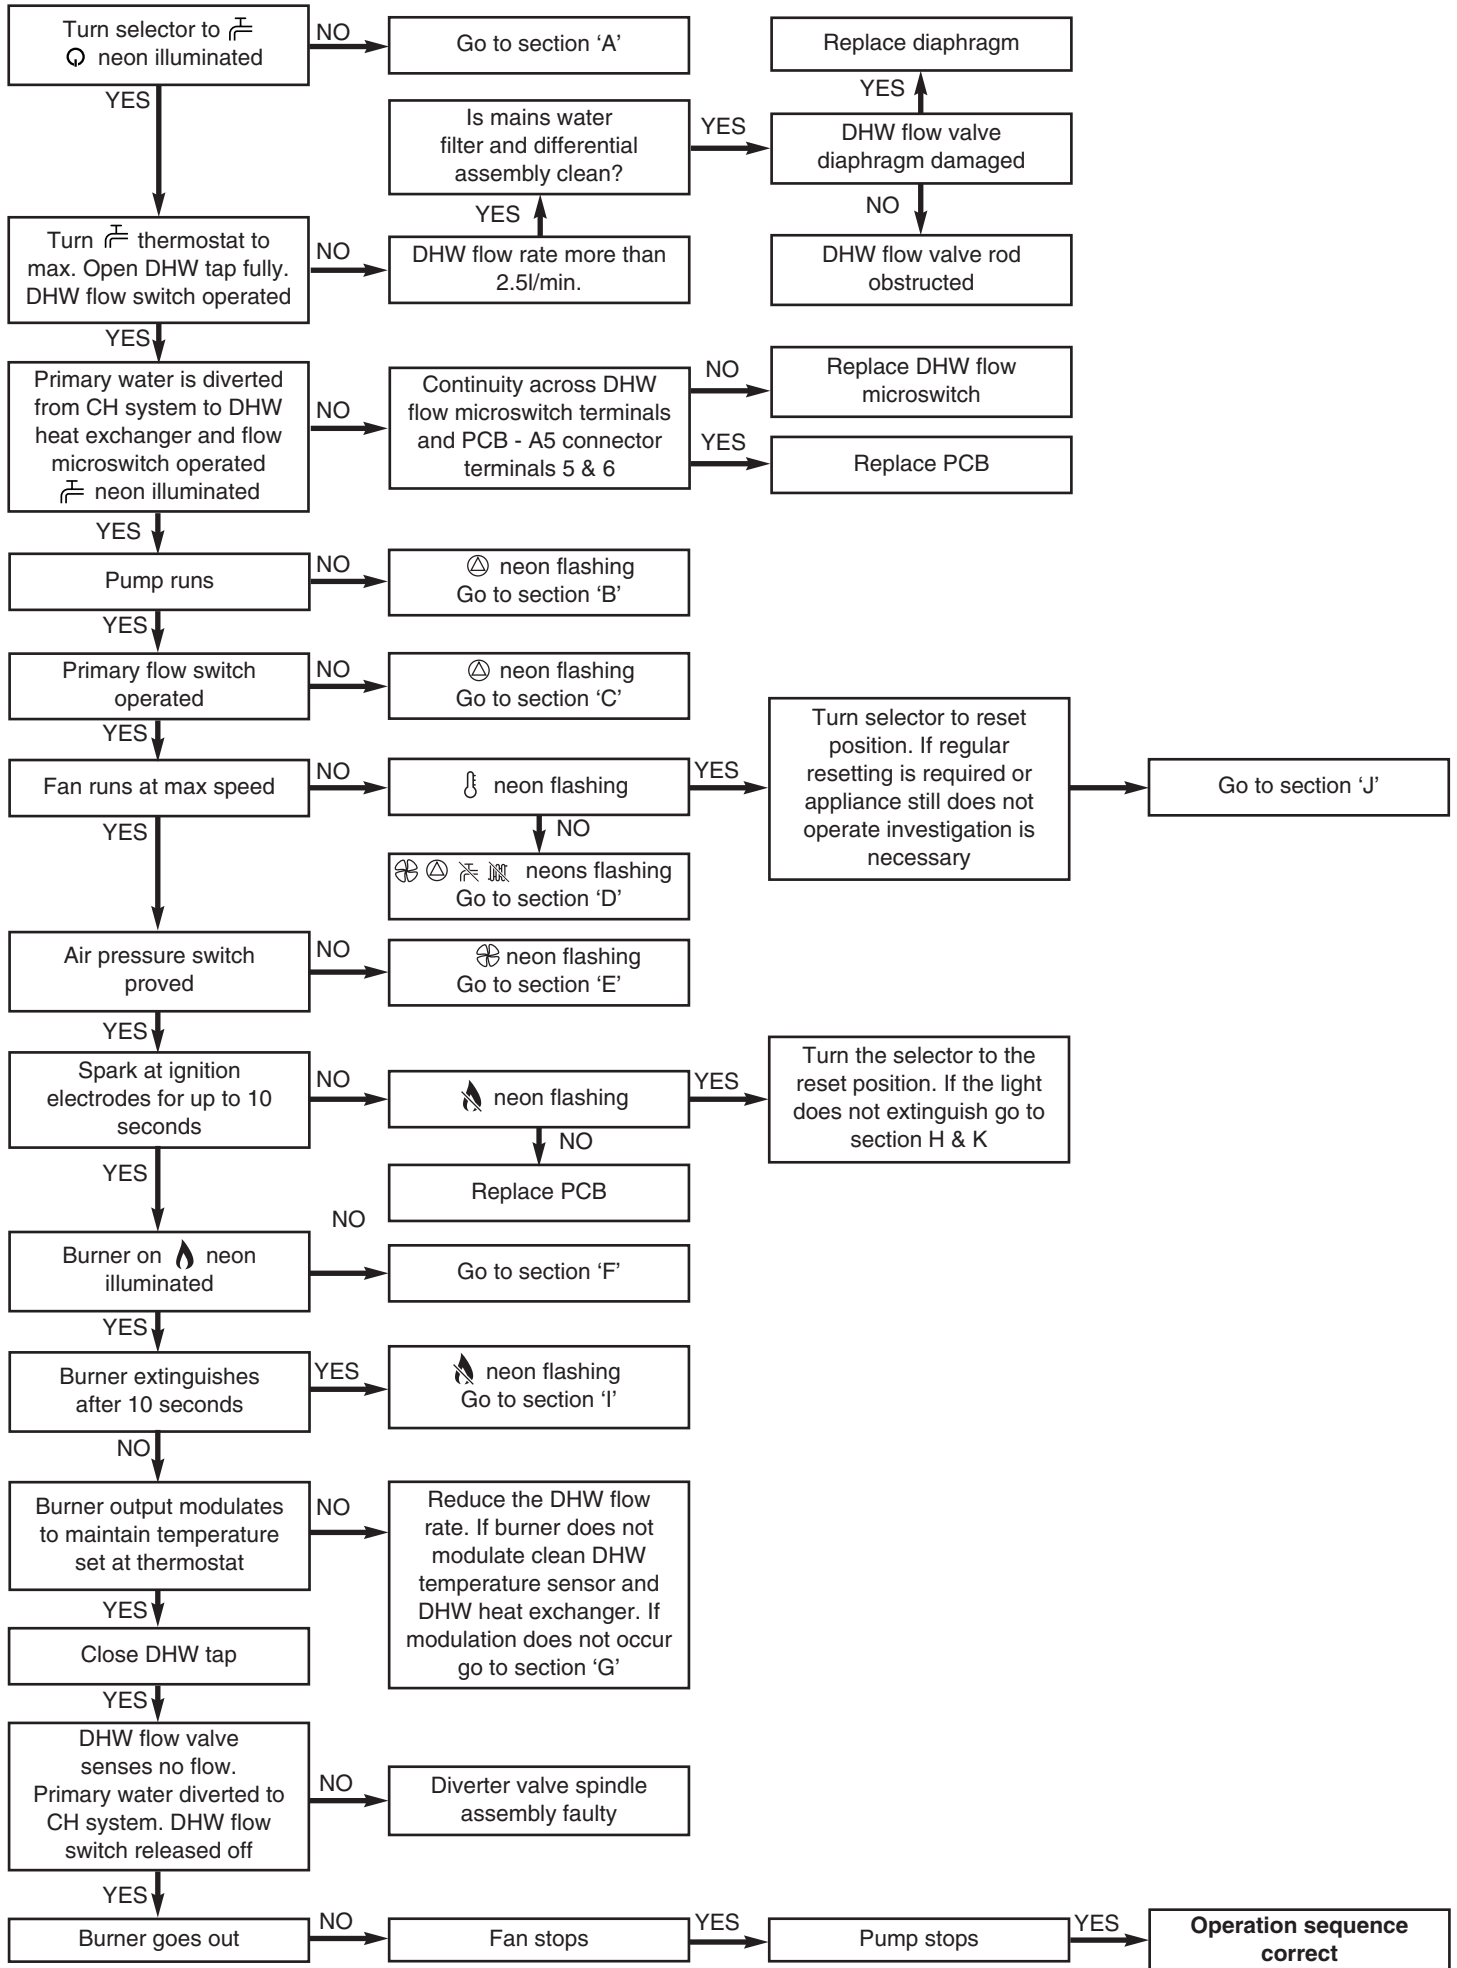 Turn selector to
neon illuminated
NO
Go to section ‘A’
YES
Replace diaphragm
YES
Is mains water
filter and differential
assembly clean?
YES
DHW flow valve
diaphragm damaged
NO
DHW flow valve rod
obstructed
YES
Turn thermostat to
max. Open DHW tap fully.
DHW flow switch operated
NO
DHW flow rate more than
2.5l/min.
YES
Primary water is diverted
from CH system to DHW
heat exchanger and flow
microswitch operated
neon illuminated
NO
Continuity across DHW
flow microswitch terminals
and PCB - A5 connector
terminals 5 & 6
NO
Replace DHW flow
microswitch
YES
Replace PCB
YES
Pump runs
NO
neon flashing
Go to section ‘B’
YES
Primary flow switch
operated
NO
neon flashing
Go to section ‘C’
YES
Fan runs at max speed
NO
neon flashing
YES
Turn selector to reset
position. If regular
resetting is required or
appliance still does not
operate investigation is
necessary
Go to section ‘J’
NO
neons flashing
Go to section ‘D’
YES
Air pressure switch
proved
NO
neon flashing
Go to section ‘E’
YES
Spark at ignition
electrodes for up to 10
seconds
NO
neon flashing
YES
Turn the selector to the
reset position. If the light
does not extinguish go to
section H & K
NO
Replace PCB
YES
Burner on neon
illuminated
NO
Go to section ‘F’
YES
Burner extinguishes
after 10 seconds
YES
neon flashing
Go to section ‘I’
NO
Burner output modulates
to maintain temperature
set at thermostat
NO
Reduce the DHW flow
rate. If burner does not
modulate clean DHW
temperature sensor and
DHW heat exchanger. If
modulation does not occur
go to section ‘G’
YES
Close DHW tap
YES
DHW flow valve
senses no flow.
Primary water diverted to
CH system. DHW flow
switch released off
NO
Diverter valve spindle
assembly faulty
YES
Burner goes out
NO
Fan stops
YES
Pump stops
YES
Operation sequence
correct